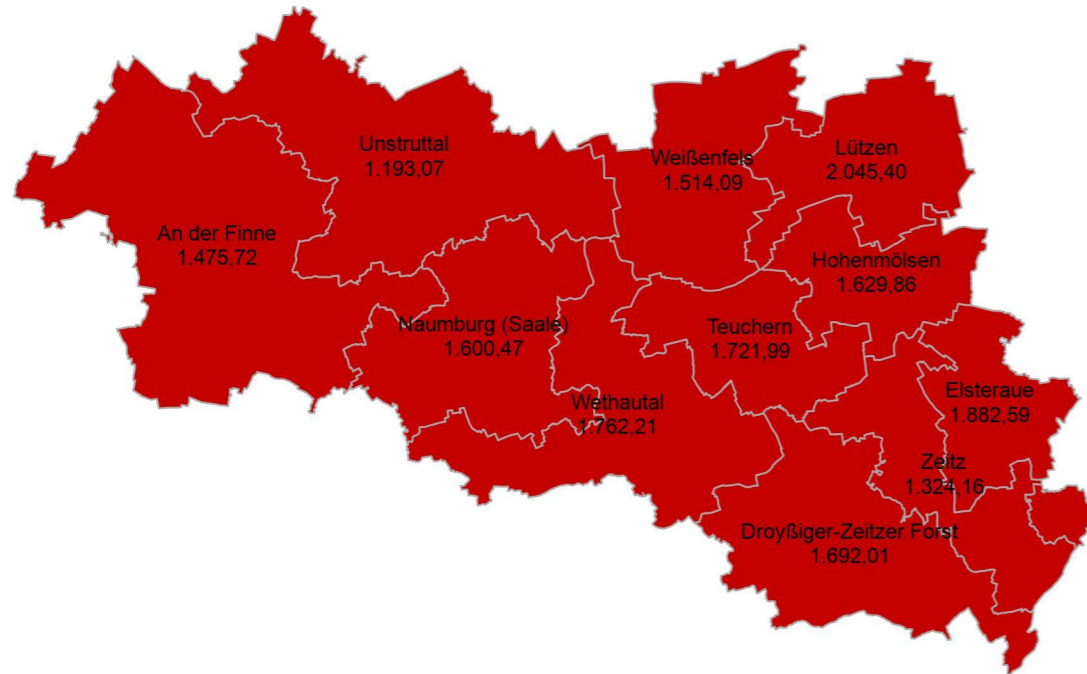 Unstruttal
1.193,07
Weißenfels
1.514,09
Lützen
2.045,40
An der Finne
1.475,72
Hohenmölsen
1.629,86
Naumburg (Saale)
1.600,47
Teuchern
1.721,99
Wethautal
1.762,21
Elsteraue
1.882,59
Zeitz
1.324,16
Droyßiger-Zeitzer Forst
1.692,01